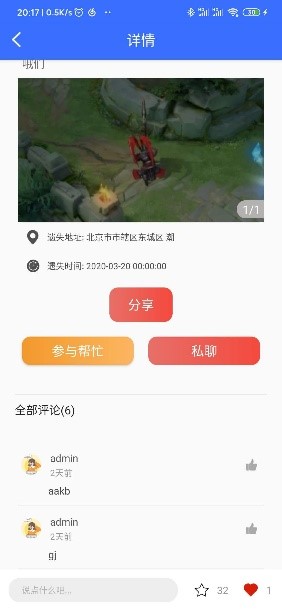 20:17 | 0.5K/s
30
详情
哦们
1/1
遗失地址: 北京市市辖区东城区 潮
遗失时间: 2020-03-20 00:00:00
分享
参与帮忙
私聊
全部评论(6)
admin
2天前
aakb
admin
2天前
gj
说点什么吧...
32
1